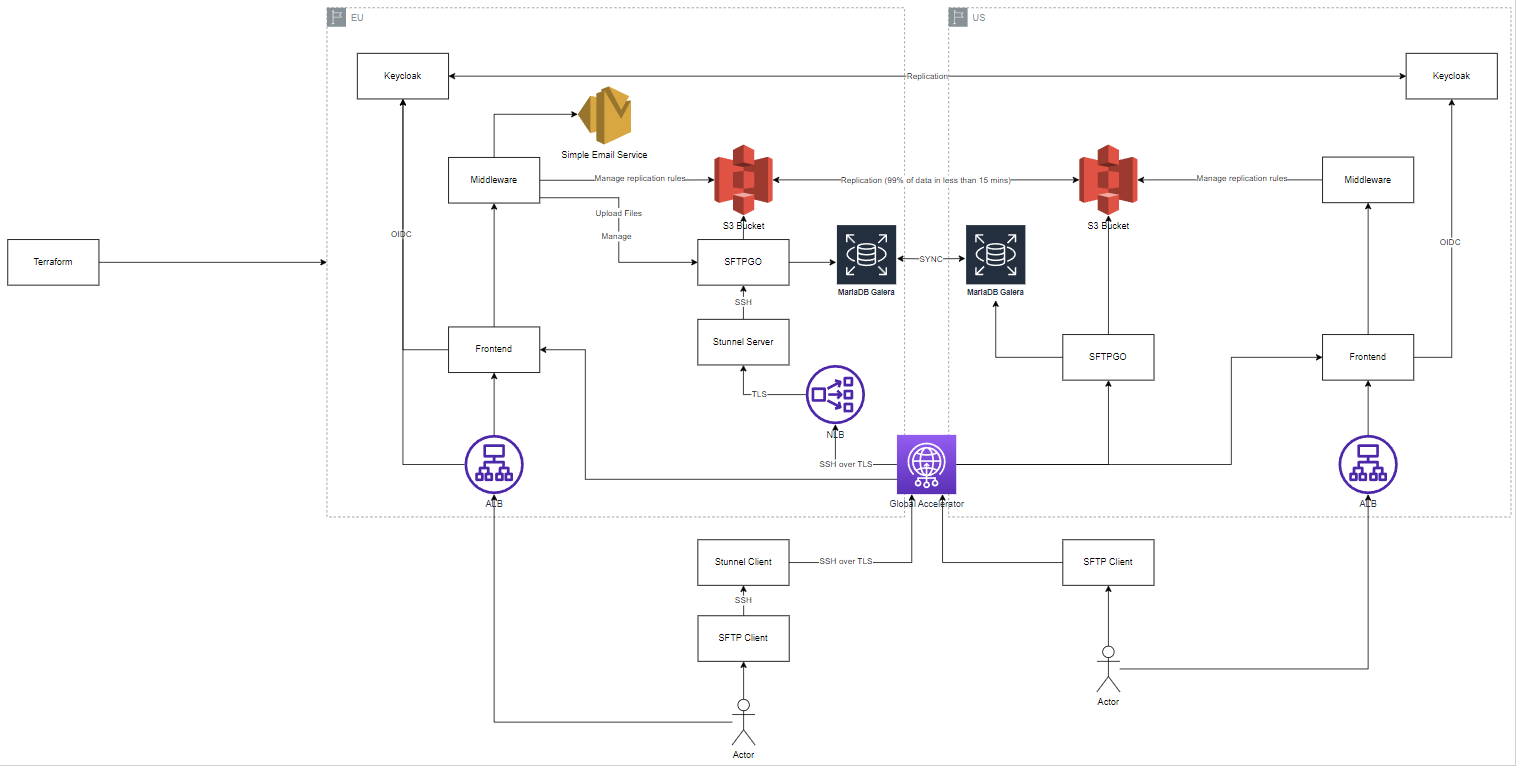 EU
US
Keycloak
Replication
Keycloak
Simple Email Service
Middleware
Manage replication rules
Replication (99% of data in less than 15 mins)
Manage replication rules
Middleware
Upload Files
S3 Bucket
S3 Bucket
OIDC
Manage
OIDC
Terraform
SFTPGO
SYNC
MariaDB Galera
MariaDB Galera
SSH
Stunnel Server
Frontend
SFTPGO
Frontend
TLS
NLB
SSH over TLS
ALB
Global Accelerator
ALB
Stunnel Client
SSH over TLS
SFTP Client
SSH
SFTP Client
Actor
Actor